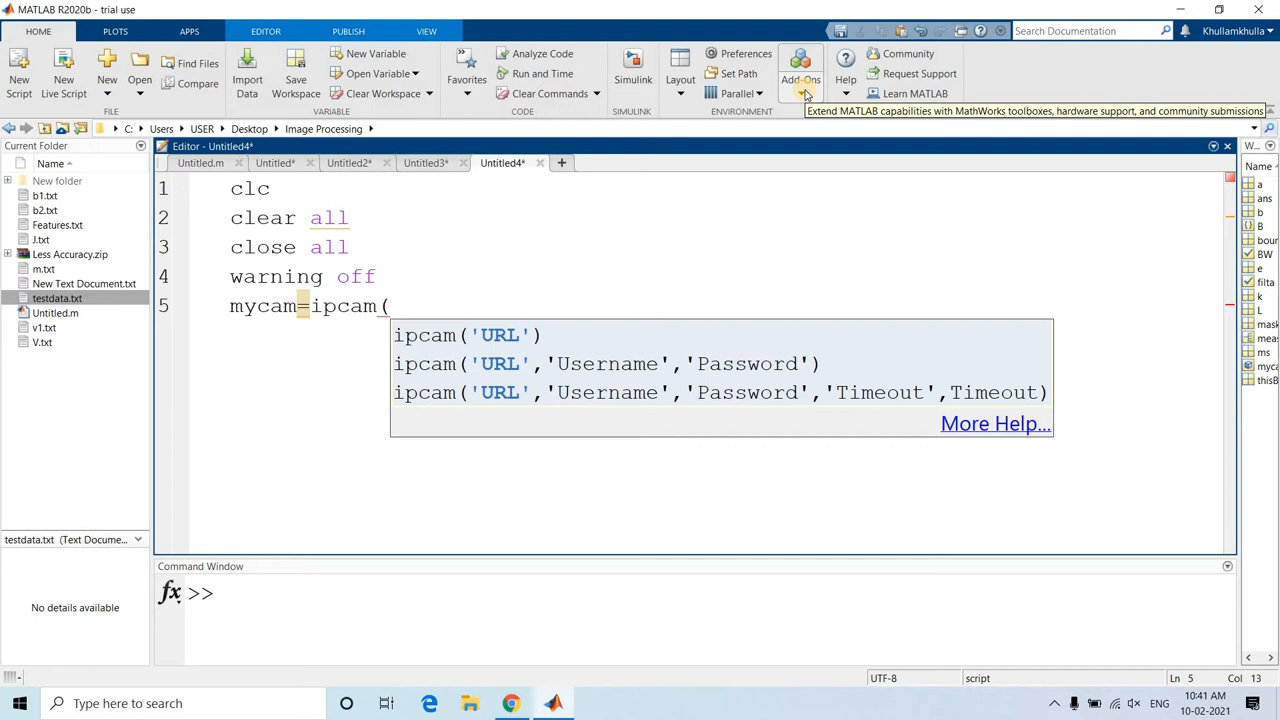 MATLAB R2020b - trial use
HOME PLOTS APPS EDITOR PUBLISH VIEW Search Documentation Khullamkhulla
New Script
New Live Script
New
Open
Find Files
Compare
FILE
Import Data
Save Workspace
New Variable
Open Variable
Clear Workspace
VARIABLE
Favorites
Analyze Code
Run and Time
Clear Commands
CODE
Simulink
SIMULINK
Layout
Preferences
Set Path
Parallel
Add-Ons
ENVIRONMENT
Help
Community
Request Support
Learn MATLAB
Extend MATLAB capabilities with MathWorks toolboxes, hardware support, and community submissions
C: Users USER Desktop Image Processing
Current Folder
Name
New folder
b1.txt
b2.txt
Features.txt
J.txt
Less Accuracy.zip
m.txt
New Text Document.txt
testdata.txt
Untitled.m
v1.txt
V.txt
testdata.txt (Text Docume...
No details available
Editor - Untitled4*
Untitled.m Untitled* Untitled2* Untitled3* Untitled4*
1 clc
2 clear all
3 close all
4 warning off
5 mycam=ipcam(
ipcam('URL')
ipcam('URL','Username','Password')
ipcam('URL','Username','Password','Timeout',Timeout)
More Help...
Command Window
fx >>
W...
Name
a
ans
b
B
bour
BW
e
filta
k
mask
meas
ms
myca
thisB
UTF-8 script Ln 5 Col 13
Type here to search
ENG
10:41 AM
10-02-2021